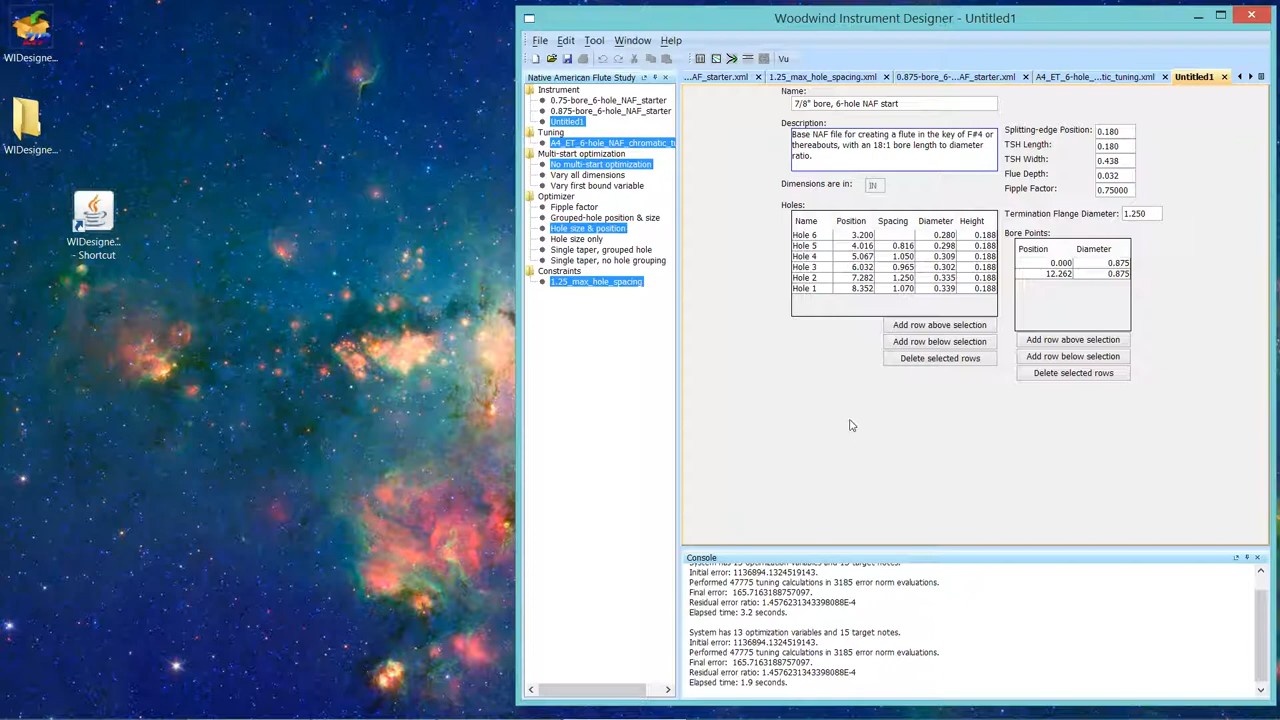 WIDesigne...
WIDesigne...
WIDesigne...
- Shortcut
Woodwind Instrument Designer - Untitled1
File Edit Tool Window Help
Vu
Native American Flute Study
Instrument
0.75-bore_6-hole_NAF_starter
0.875-bore_6-hole_NAF_starter
Untitled1
Tuning
A4_ET_6-hole_NAF_chromatic_tu
Multi-start optimization
No multi-start optimization
Vary all dimensions
Vary first bound variable
Optimizer
Fipple factor
Grouped-hole position & size
Hole size & position
Hole size only
Single taper, grouped hole
Single taper, no hole grouping
Constraints
1.25_max_hole_spacing
...AF_starter.xml 1.25_max_hole_spacing.xml 0.875-bore_6-...AF_starter.xml A4_ET_6-hole_...tic_tuning.xml Untitled1
Name:
7/8" bore, 6-hole NAF start
Description:
Base NAF file for creating a flute in the key of F#4 or
thereabouts, with an 18:1 bore length to diameter
ratio.
Dimensions are in: IN
Splitting-edge Position: 0.180
TSH Length: 0.180
TSH Width: 0.438
Flue Depth: 0.032
Fipple Factor: 0.75000
Holes:
Name Position Spacing Diameter Height
Hole 6 3.200 0.280 0.188
Hole 5 4.016 0.816 0.298 0.188
Hole 4 5.067 1.050 0.309 0.188
Hole 3 6.032 0.965 0.302 0.188
Hole 2 7.282 1.250 0.335 0.188
Hole 1 8.352 1.070 0.339 0.188
Add row above selection
Add row below selection
Delete selected rows
Termination Flange Diameter: 1.250
Bore Points:
Position Diameter
0.000 0.875
12.262 0.875
Add row above selection
Add row below selection
Delete selected rows
Console
System has 13 optimization variables and 15 target notes.
Initial error: 1136894.1324519143.
Performed 47775 tuning calculations in 3185 error norm evaluations.
Final error: 165.7163188757097.
Residual error ratio: 1.4576231343398088E-4
Elapsed time: 3.2 seconds.
System has 13 optimization variables and 15 target notes.
Initial error: 1136894.1324519143.
Performed 47775 tuning calculations in 3185 error norm evaluations.
Final error: 165.7163188757097.
Residual error ratio: 1.4576231343398088E-4
Elapsed time: 1.9 seconds.